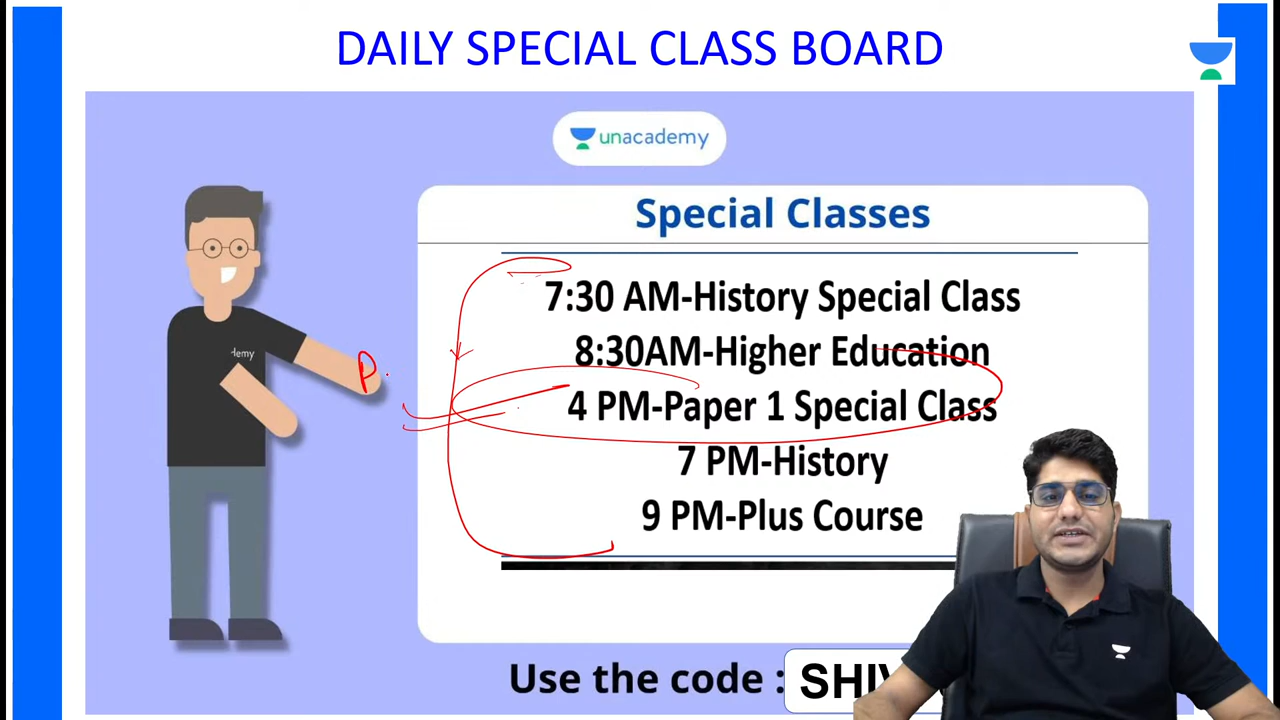 DAILY SPECIAL CLASS BOARD
unacademy
Special Classes
7:30 AM-History Special Class
8:30AM-Higher Education
4 PM-Paper 1 Special Class
7 PM-History
9 PM-Plus Course
demy
P.
Use the code :